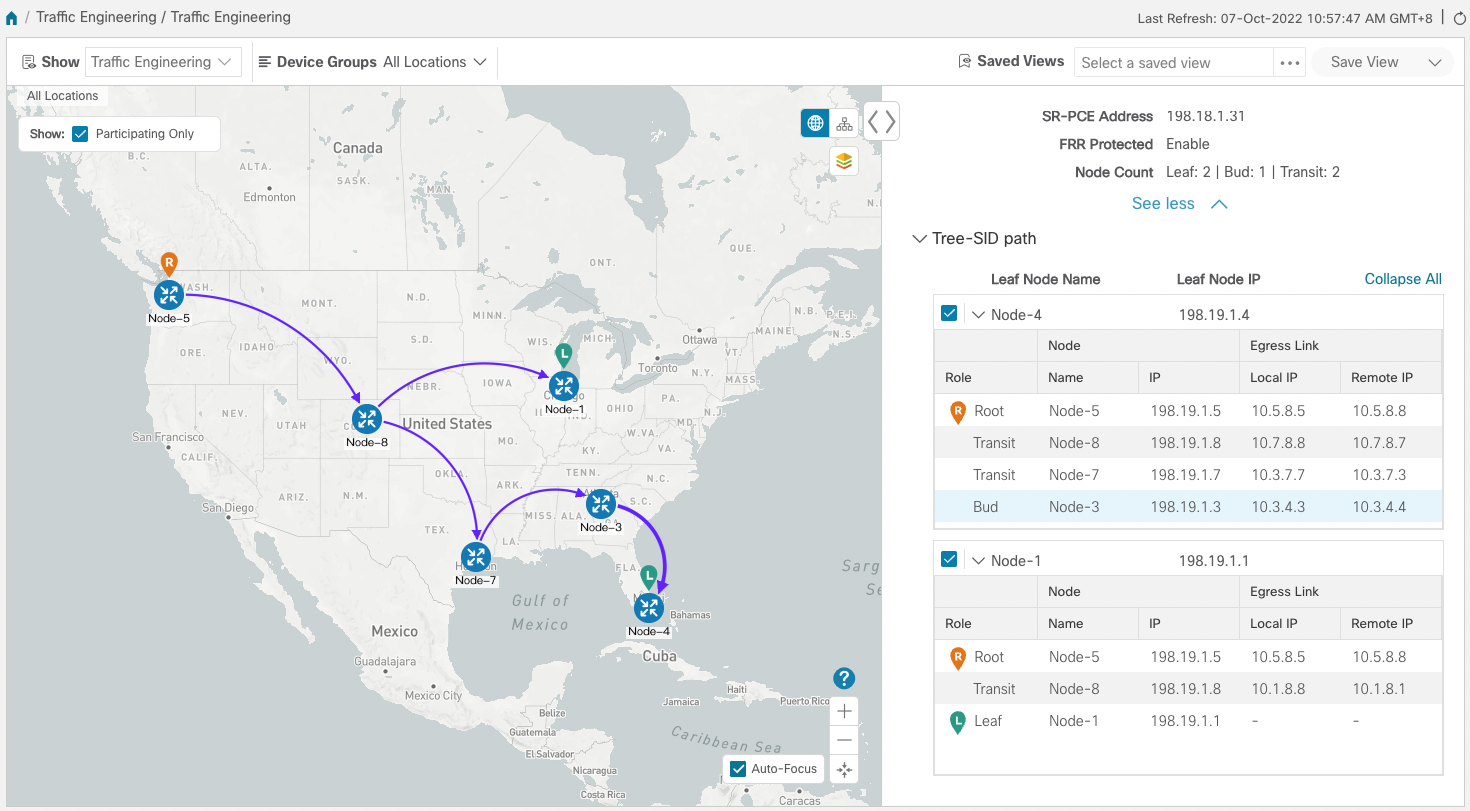 / Traffic Engineering / Traffic Engineering
Last Refresh: 07-Oct-2022 10:57:47 AM GMT+8 |
Show Traffic Engineering
Device Groups All Locations
Saved Views Select a saved view ... Save View
All Locations
Show: Participating Only
B.C.
ALTA.
SASK.
MAN.
Canada
Edmonton
ONT.
QUE.
R
WASH.
Node-5
MONT.
N.D.
MINN.
S.D.
ORE.
IDAHO
WYO.
WIS.
MICH.
Ottawa
N.B.
P.E.I.
MAINE
VT.
Toronto
N.Y.
MASS.
L
Node-1
NEBR.
IOWA
OHIO
PA.
N.J.
NEV.
UTAH
Node-8
United States
San Francisco
CALIF.
MO.
KY.
W.VA.
VA.
MD.
OKLA.
ARK.
TENN.
N.C.
ARIZ.
N.M.
San Diego
MISS.
ALA.
S.C.
Node-3
TEX.
LA.
Node-7
FLA.
L
Node-4
Bahamas
Gulf of
Mexico
Mexico
Cuba
Guadalajara
Mexico City
Haiti
Jamaica
Puerto Rico
Belize
Guatemala
El Salvador
Nicaragua
Costa Rica
Caribbean Sea
Caracas
?
+
−
Auto-Focus
SR-PCE Address 198.18.1.31
FRR Protected Enable
Node Count Leaf: 2 | Bud: 1 | Transit: 2
See less
Tree-SID path
Leaf Node Name Leaf Node IP Collapse All
Node-4 198.19.1.4
Node Egress Link
Role Name IP Local IP Remote IP
R Root Node-5 198.19.1.5 10.5.8.5 10.5.8.8
Transit Node-8 198.19.1.8 10.7.8.8 10.7.8.7
Transit Node-7 198.19.1.7 10.3.7.7 10.3.7.3
Bud Node-3 198.19.1.3 10.3.4.3 10.3.4.4
Node-1 198.19.1.1
Node Egress Link
Role Name IP Local IP Remote IP
R Root Node-5 198.19.1.5 10.5.8.5 10.5.8.8
Transit Node-8 198.19.1.8 10.1.8.8 10.1.8.1
L Leaf Node-1 198.19.1.1 - -